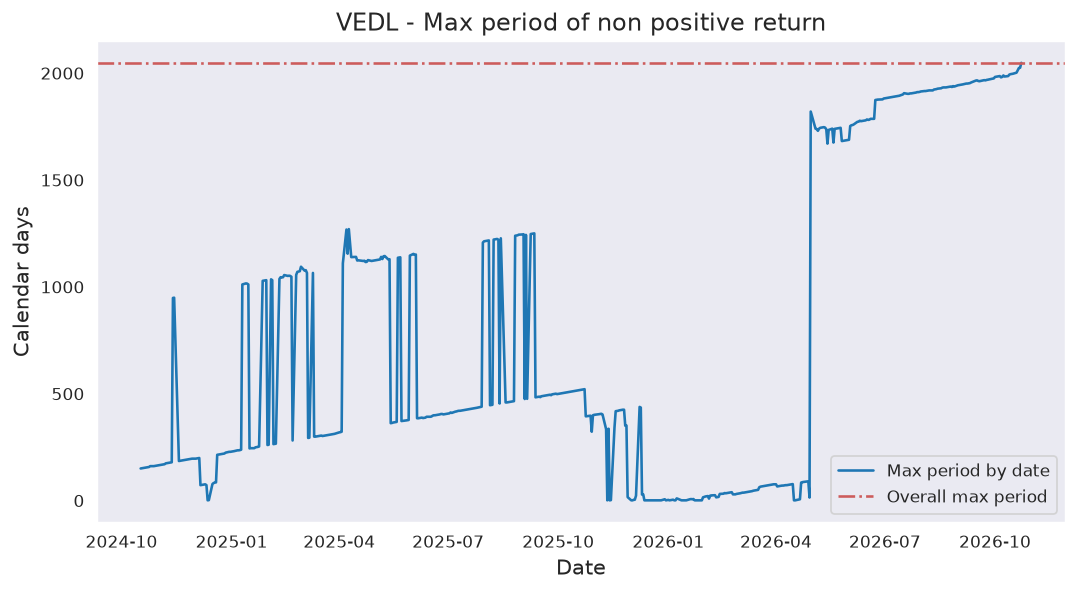 VEDL - Max period of non positive return
Calendar days
2000
1500
1000
500
0
2024-10 2025-01 2025-04 2025-07 2025-10 2026-01 2026-04 2026-07 2026-10
Date
Max period by date
Overall max period